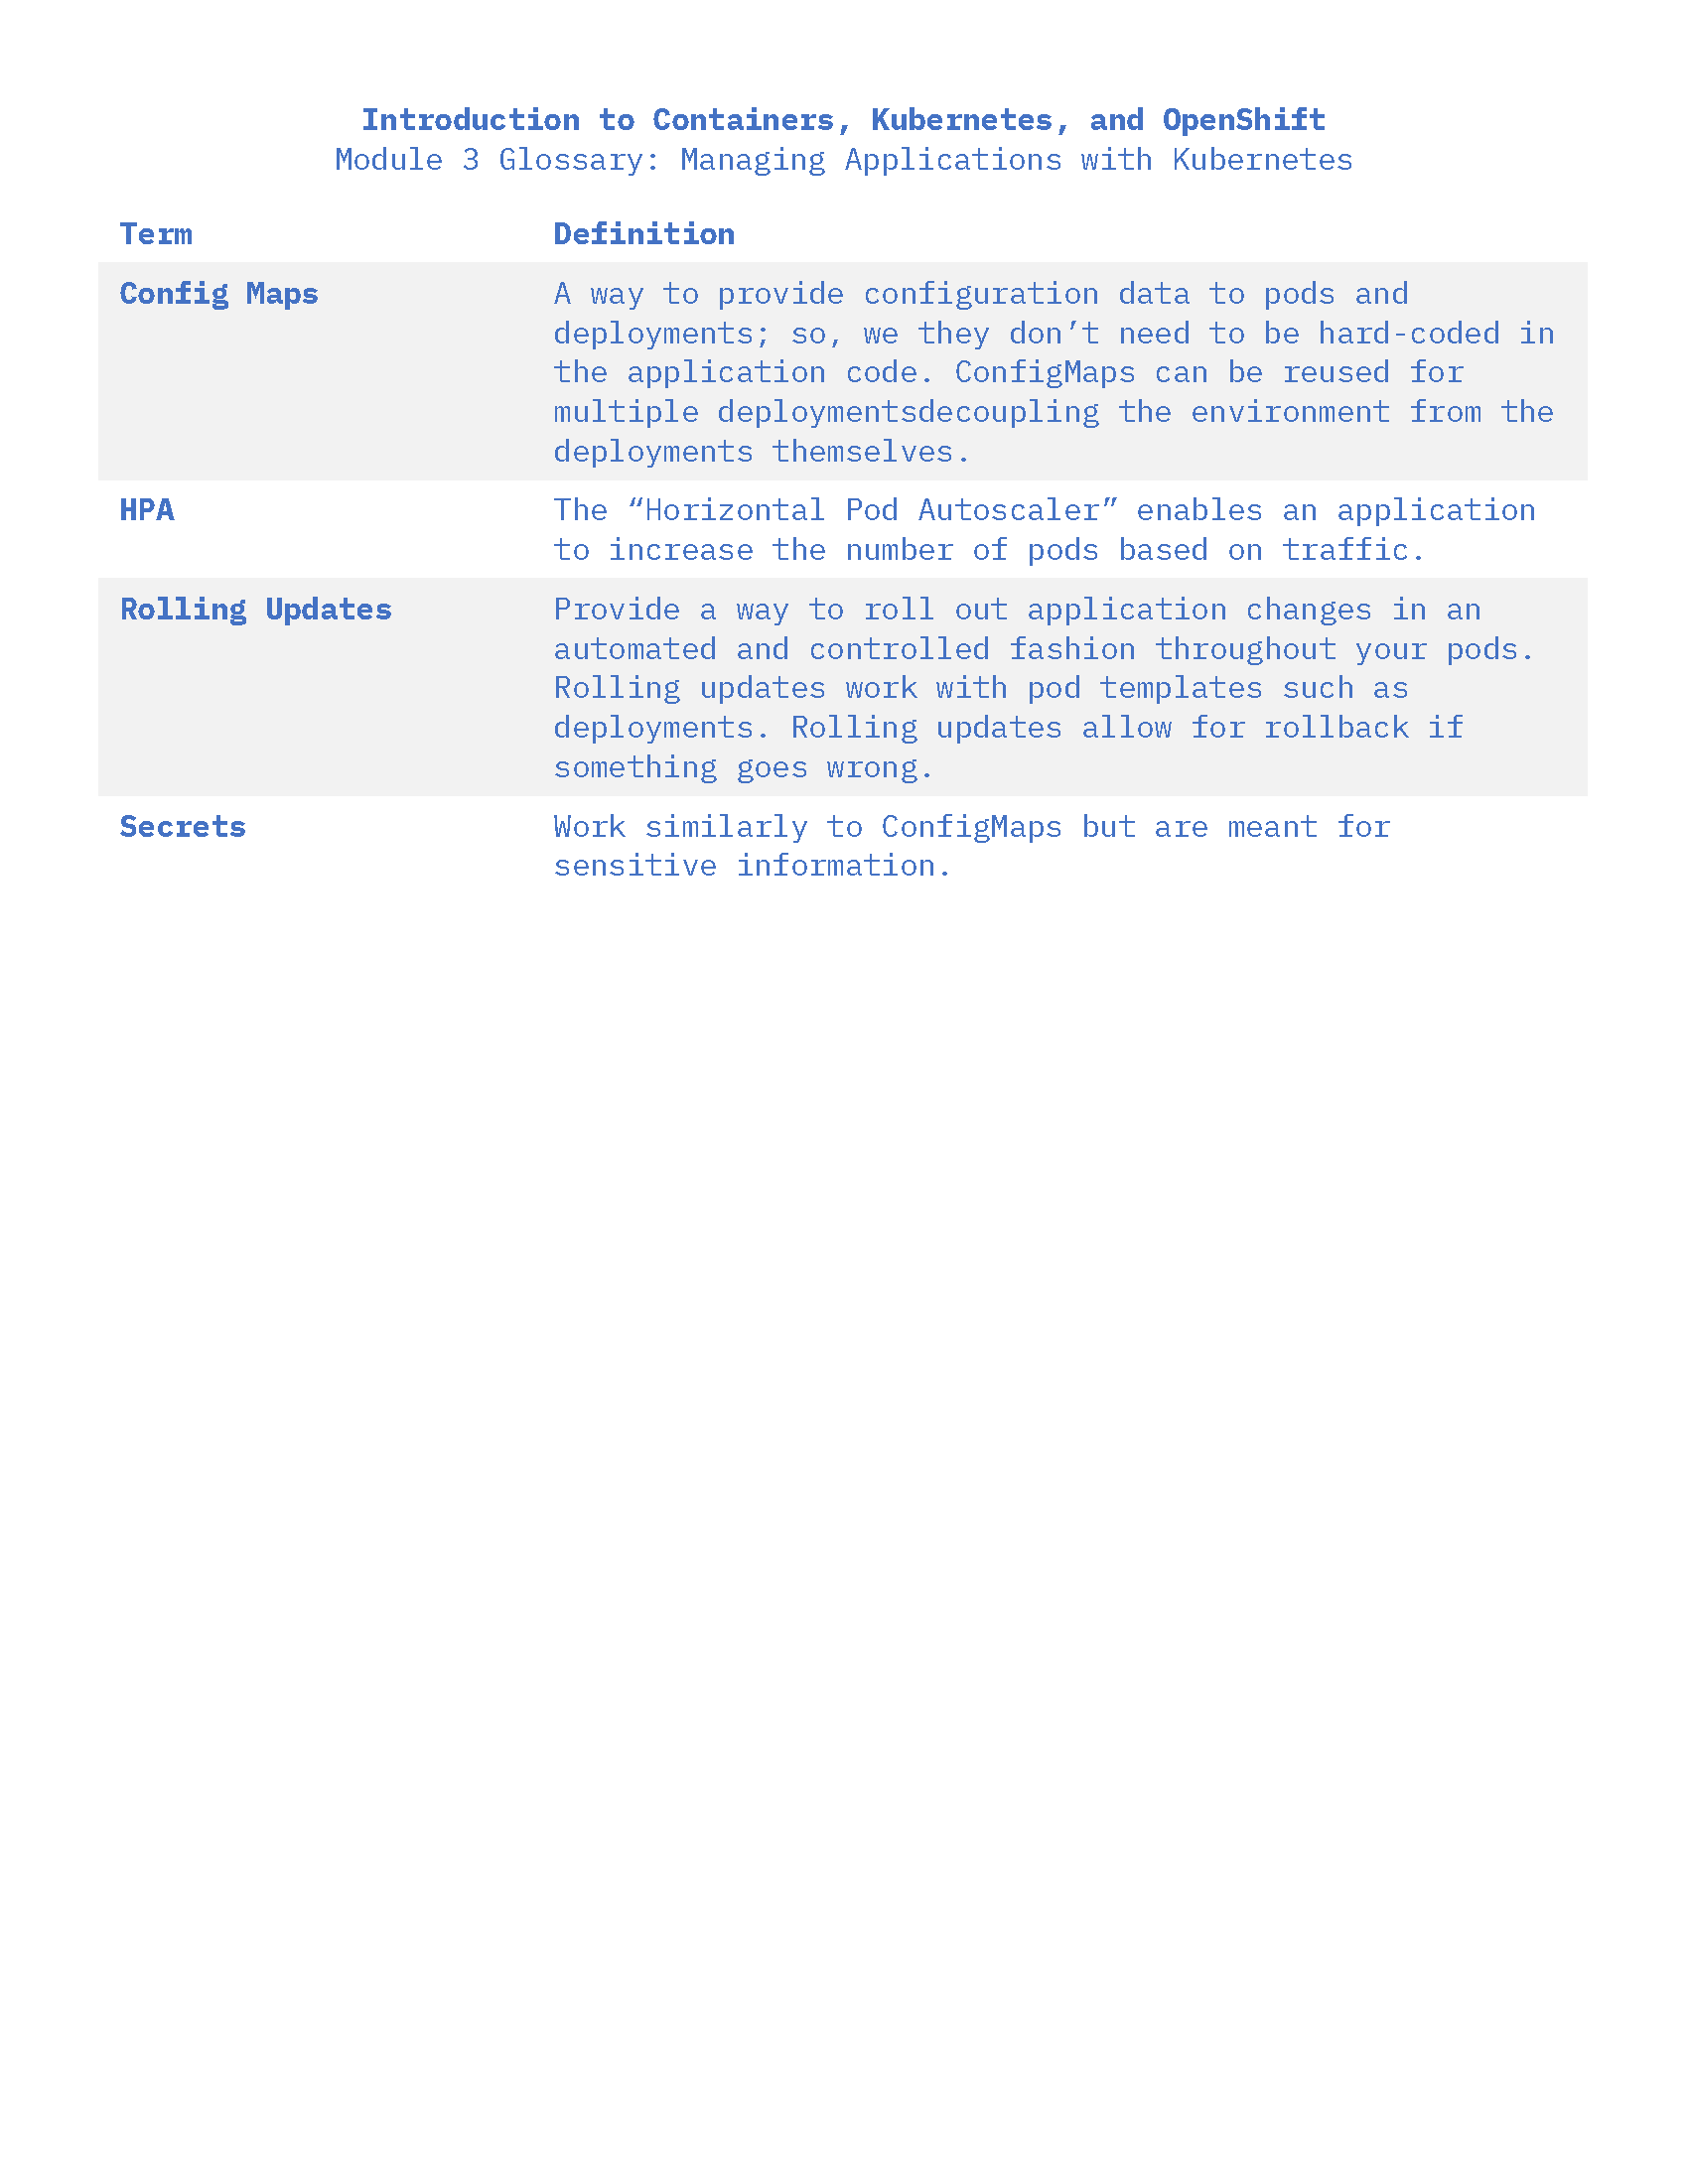 Introduction to Containers, Kubernetes, and OpenShift
Module 3 Glossary: Managing Applications with Kubernetes
Term Definition
Config Maps A way to provide configuration data to pods and
deployments; so, we they don’t need to be hard-coded in
the application code. ConfigMaps can be reused for
multiple deploymentsdecoupling the environment from the
deployments themselves.
HPA The “Horizontal Pod Autoscaler” enables an application
to increase the number of pods based on traffic.
Rolling Updates Provide a way to roll out application changes in an
automated and controlled fashion throughout your pods.
Rolling updates work with pod templates such as
deployments. Rolling updates allow for rollback if
something goes wrong.
Secrets Work similarly to ConfigMaps but are meant for
sensitive information.